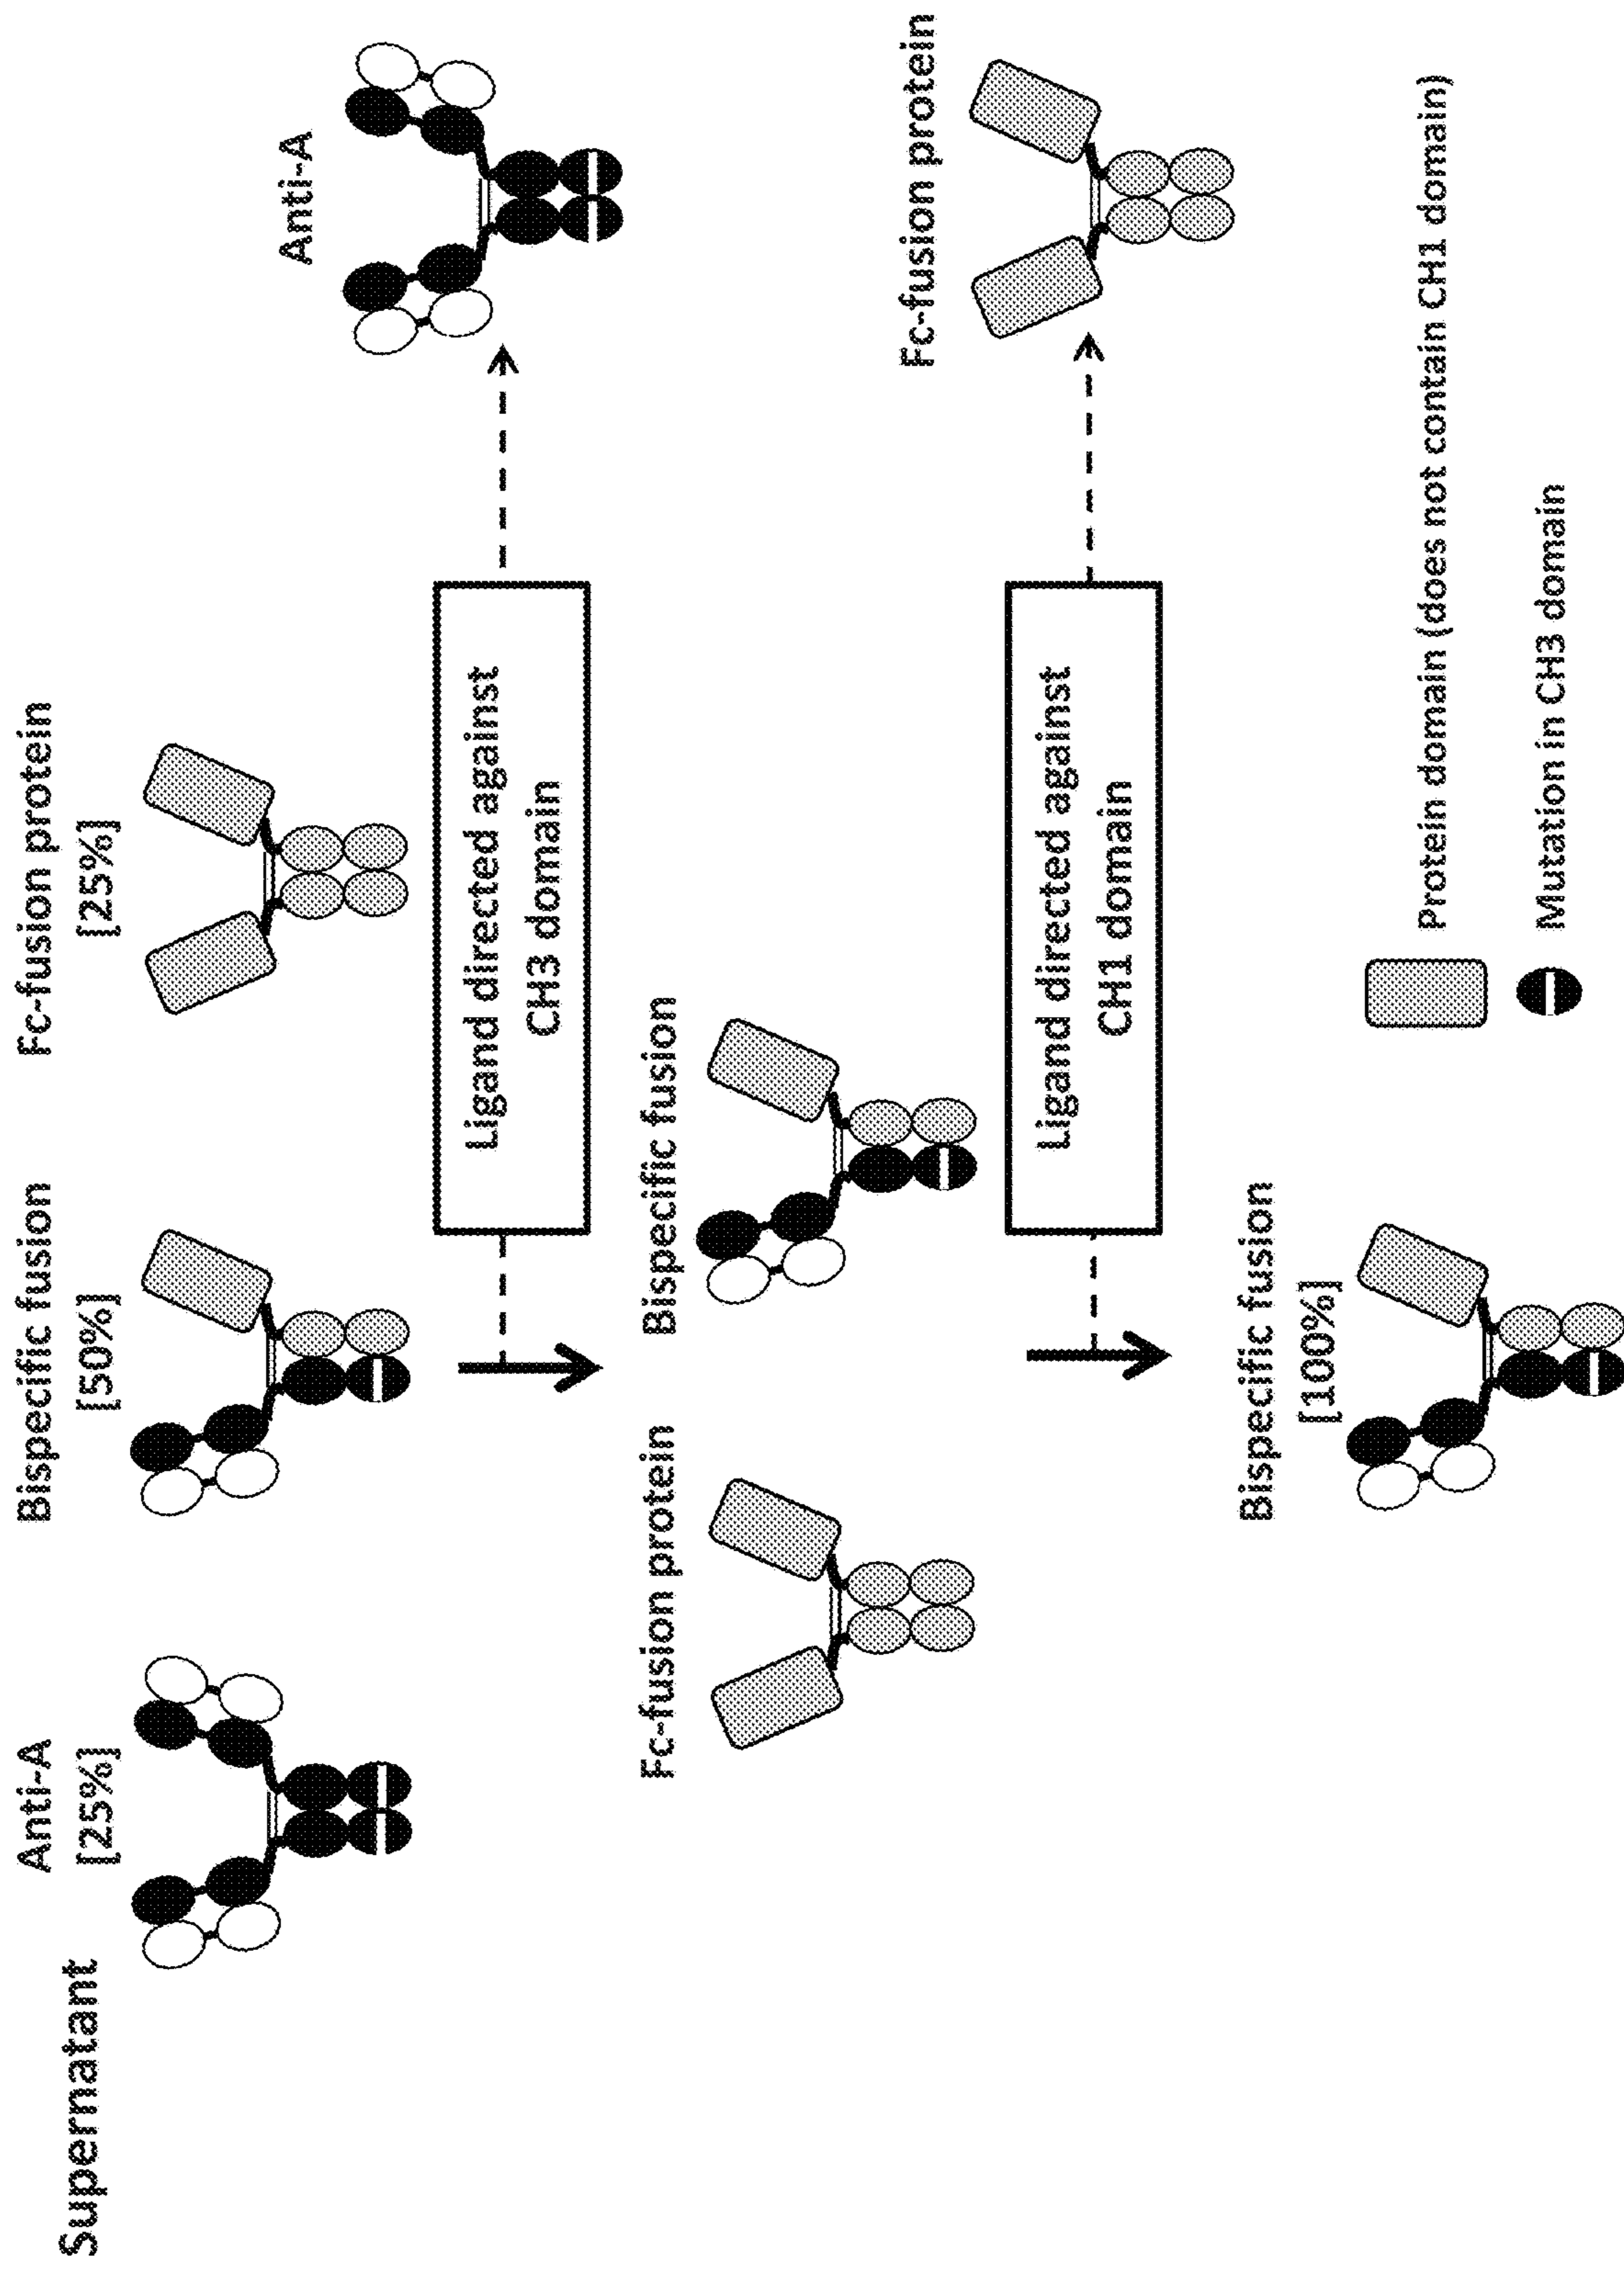 Supernatant
Anti-A
[25%]
Bispecific fusion
[50%]
Fc-fusion protein
[25%]
Ligand directed against
CH3 domain
Anti-A
Fc-fusion protein
Bispecific fusion
Ligand directed against
CH1 domain
Fc-fusion protein
Bispecific fusion
[100%]
Protein domain (does not contain CH1 domain)
Mutation in CH3 domain